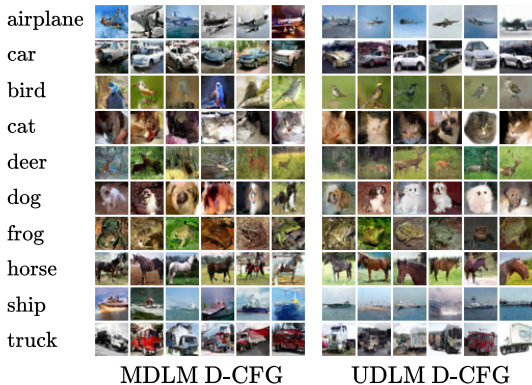 airplane
car
bird
cat
deer
dog
frog
horse
ship
truck
MDLM D-CFG
UDLM D-CFG